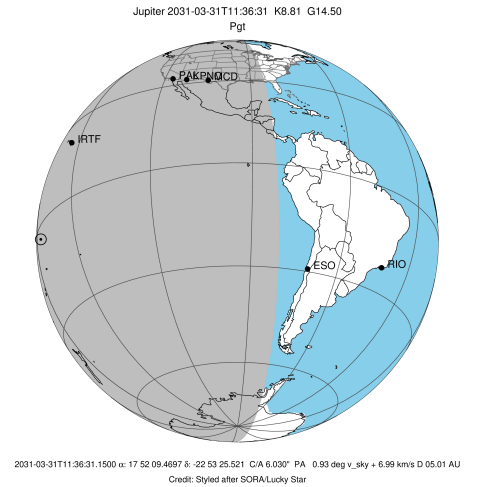 Jupiter 2031-03-31T11:36:31 K8.81 G14.50
Pgt
PAL
KPNO
MCD
IRTF
ESO
RIO
2031-03-31T11:36:31.1500 α: 17 52 09.4697 δ: -22 53 25.521 C/A 6.030" PA 0.93 deg v_sky + 6.99 km/s D 05.01 AU
Credit: Styled after SORA/Lucky Star